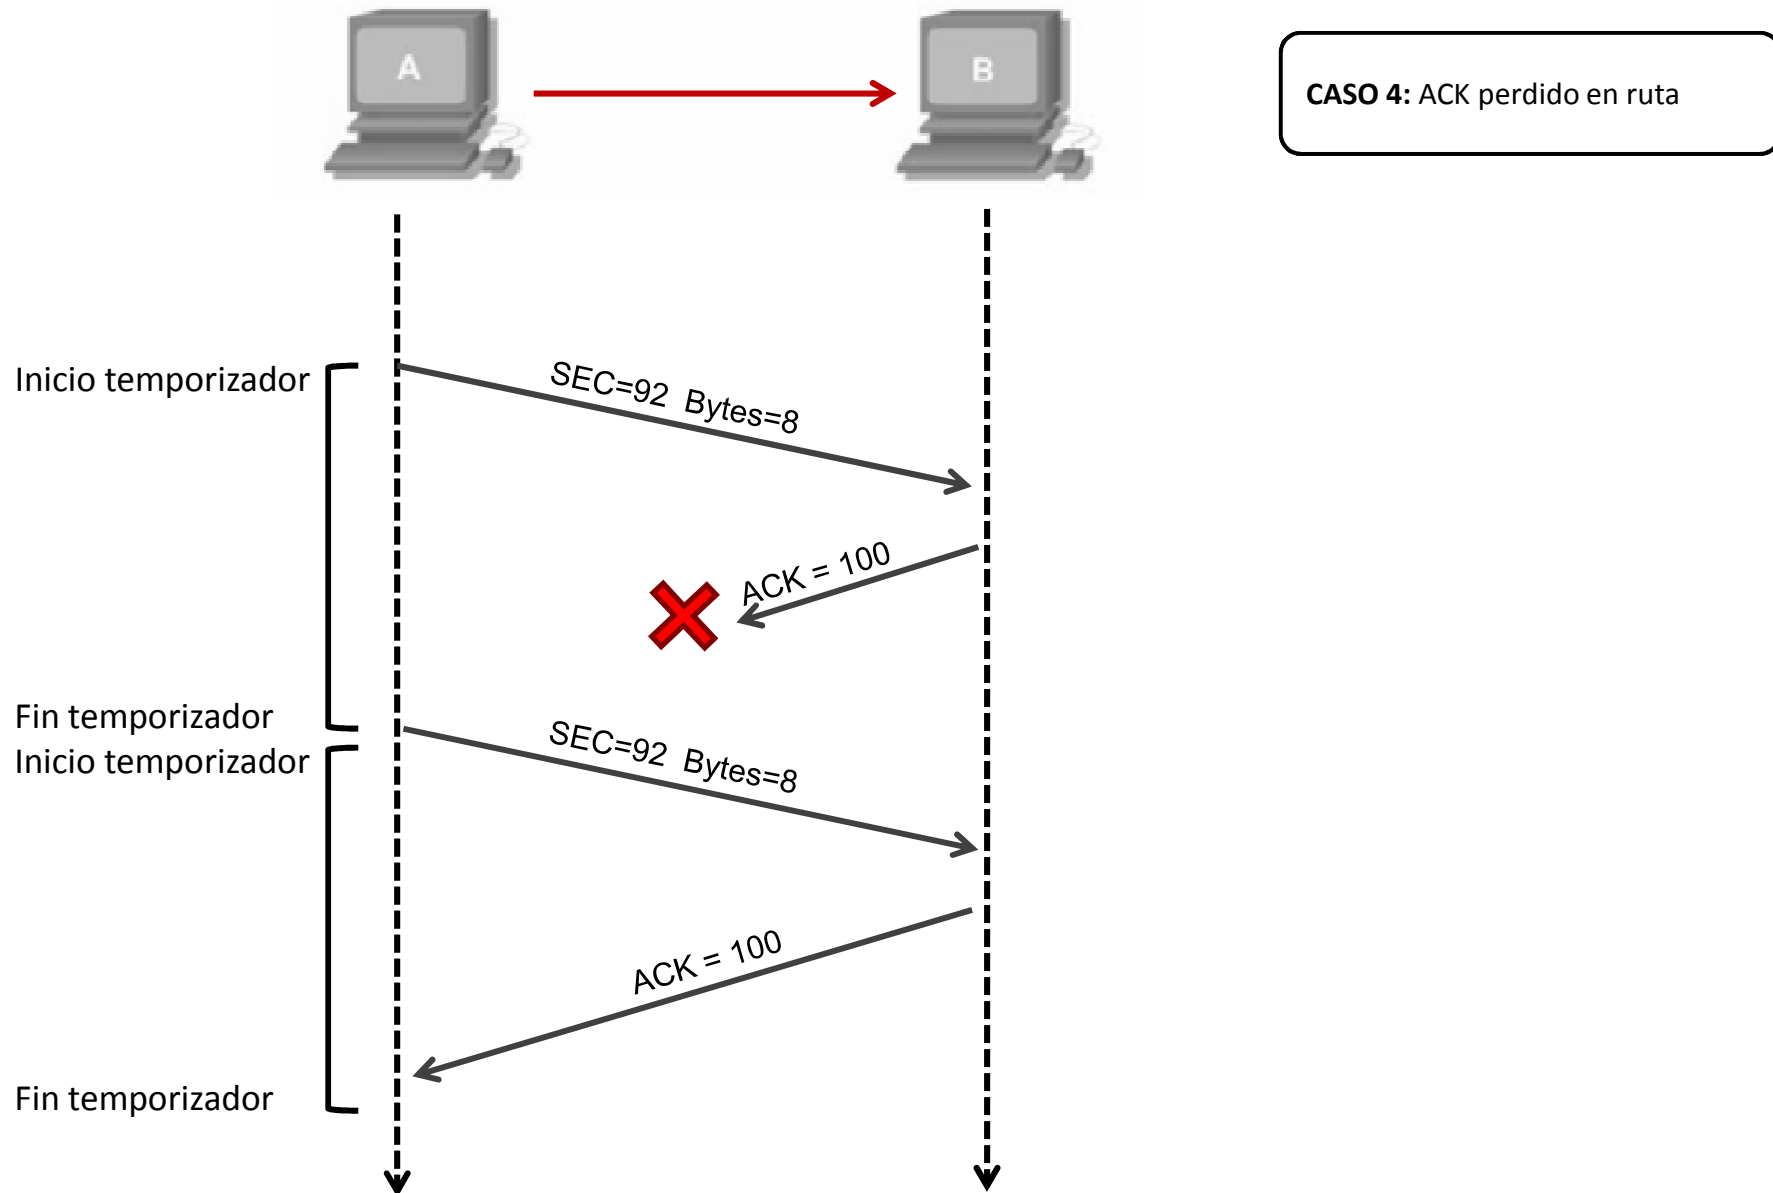 A
B
CASO 4: ACK perdido en ruta
Inicio temporizador
SEC=92 Bytes=8
ACK = 100
Fin temporizador
Inicio temporizador
SEC=92 Bytes=8
ACK = 100
Fin temporizador